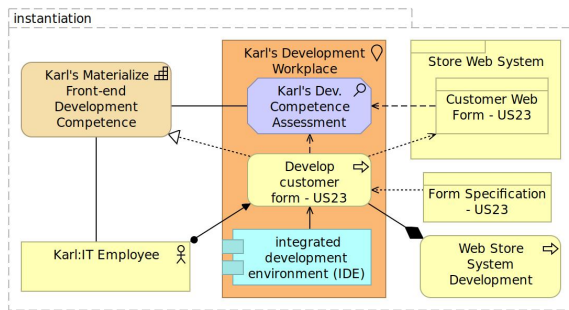 instantiation
Karl's Materialize
Front-end
Development
Competence
Karl's Development
Workplace
Karl's Dev.
Competence
Assessment
Store Web System
Customer Web
Form - US23
Develop
customer
form - US23
Form Specification
- US23
Karl:IT Employee
integrated
development
environment (IDE)
Web Store
System
Development